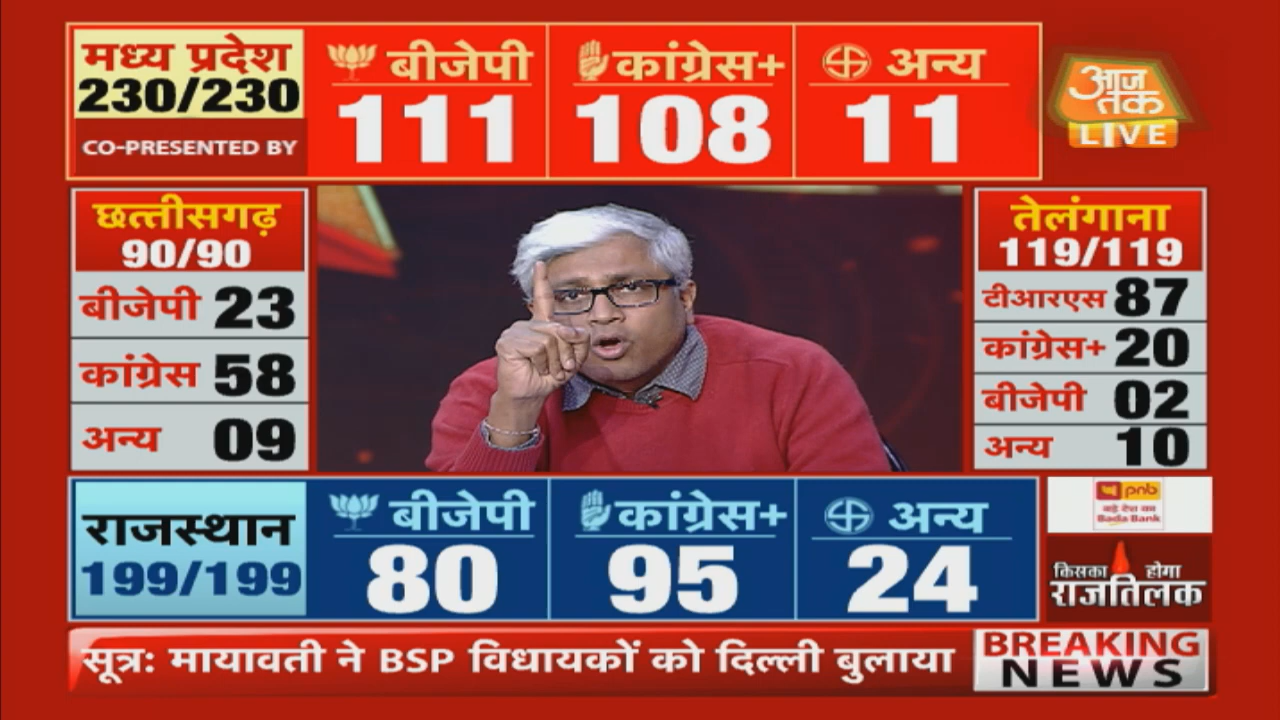 मध्य प्रदेश
230/230
CO-PRESENTED BY
बीजेपी
111
कांग्रेस+
108
अन्य
11
आज
तक
LIVE
छत्तीसगढ़
90/90
बीजेपी 23
कांग्रेस 58
अन्य 09
तेलंगाना
119/119
टीआरएस 87
कांग्रेस+ 20
बीजेपी 02
अन्य 10
राजस्थान
199/199
बीजेपी
80
कांग्रेस+
95
अन्य
24
pnb
बड़े देश का
Bada Bank
किसका होगा
राजतिलक
सूत्र: मायावती ने BSP विधायकों को दिल्ली बुलाया
BREAKING
NEWS